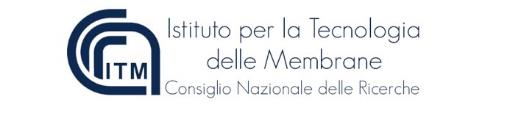 Istituto per la Tecnologia
delle Membrane
ITM
Consiglio Nazionale delle Ricerche